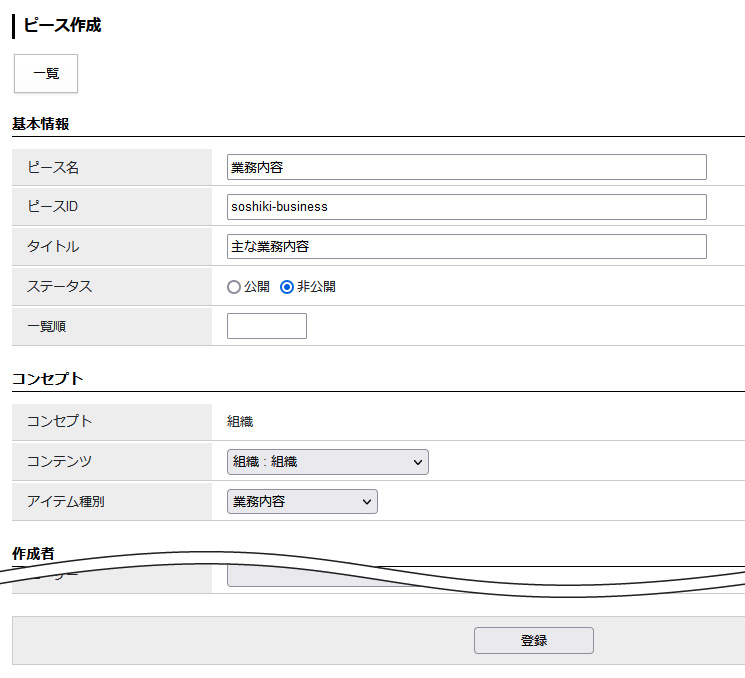 ピース作成
一覧
基本情報
ピース名 業務内容
ピースID soshiki-business
タイトル 主な業務内容
ステータス 公開 非公開
一覧順
コンセプト
コンセプト 組織
コンテンツ 組織：組織
アイテム種別 業務内容
作成者
登録